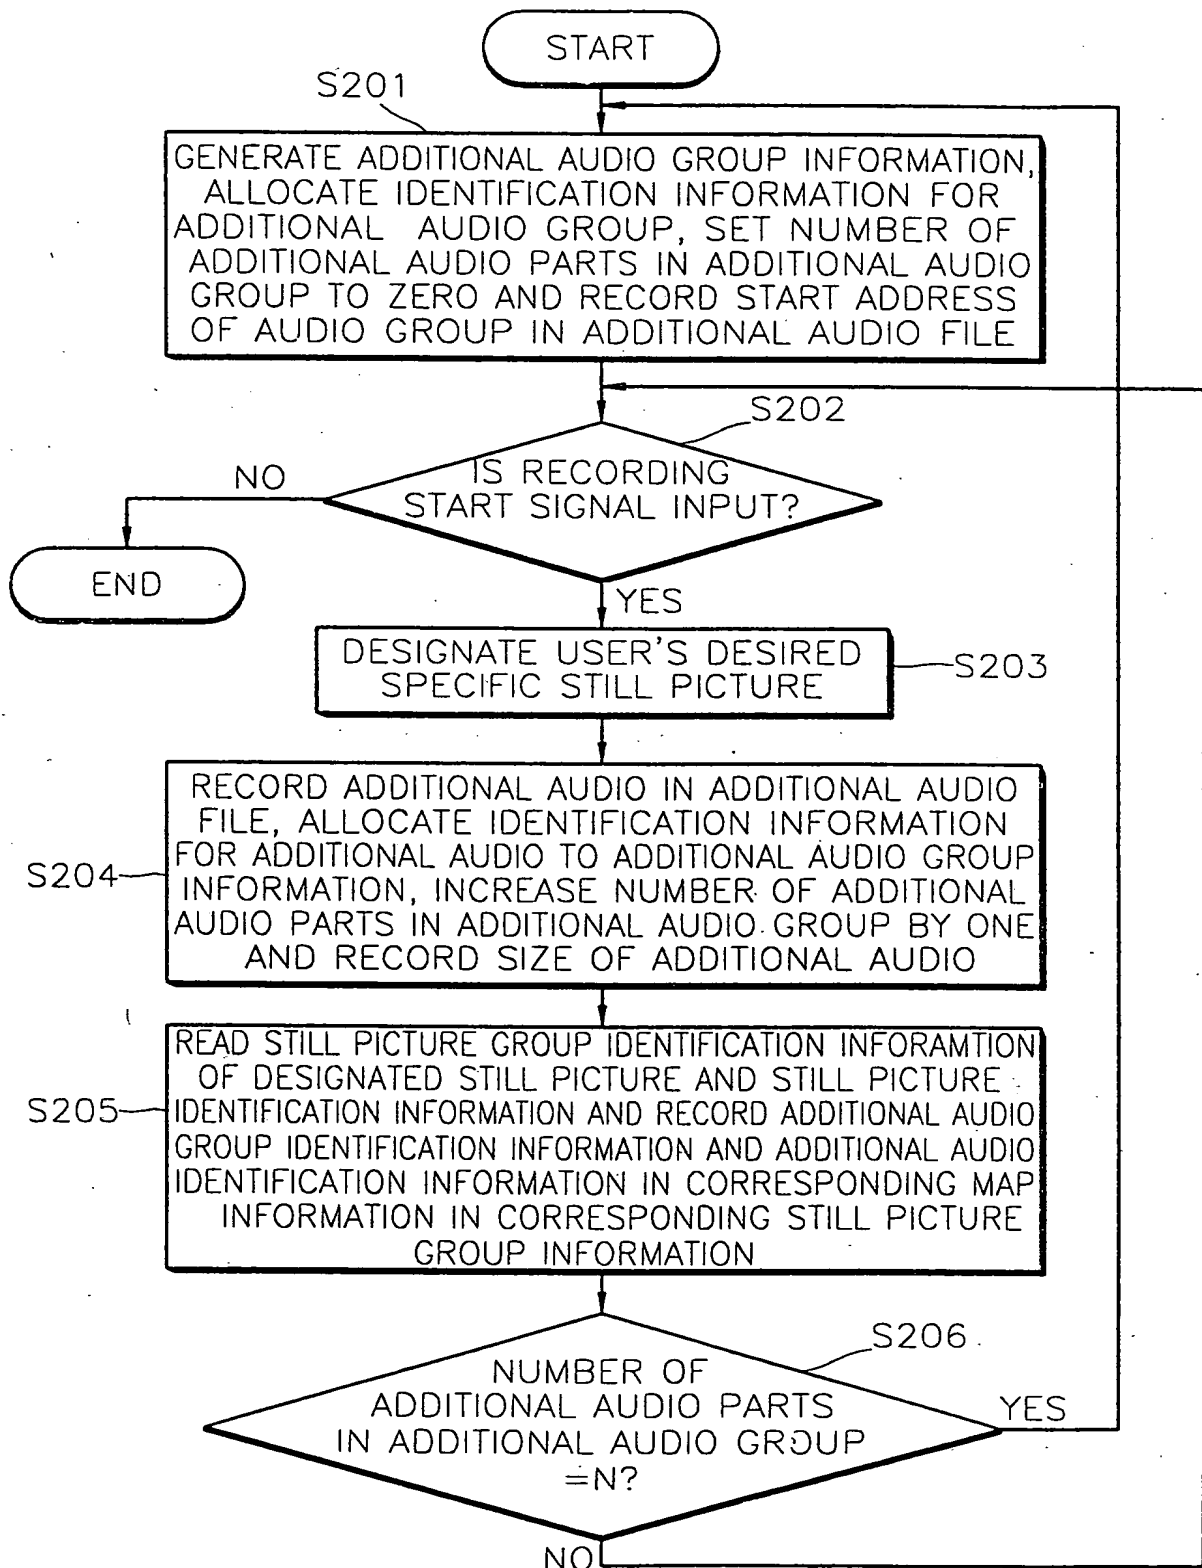 START
S201
GENERATE ADDITIONAL AUDIO GROUP INFORMATION,
ALLOCATE IDENTIFICATION INFORMATION FOR
ADDITIONAL AUDIO GROUP, SET NUMBER OF
ADDITIONAL AUDIO PARTS IN ADDITIONAL AUDIO
GROUP TO ZERO AND RECORD START ADDRESS
OF AUDIO GROUP IN ADDITIONAL AUDIO FILE
S202
IS RECORDING
START SIGNAL INPUT?
NO
END
YES
DESIGNATE USER'S DESIRED
SPECIFIC STILL PICTURE
S203
RECORD ADDITIONAL AUDIO IN ADDITIONAL AUDIO
FILE, ALLOCATE IDENTIFICATION INFORMATION
FOR ADDITIONAL AUDIO TO ADDITIONAL AUDIO GROUP
INFORMATION, INCREASE NUMBER OF ADDITIONAL
AUDIO PARTS IN ADDITIONAL AUDIO GROUP BY ONE
AND RECORD SIZE OF ADDITIONAL AUDIO
S204
READ STILL PICTURE GROUP IDENTIFICATION INFORAMTION
OF DESIGNATED STILL PICTURE AND STILL PICTURE
IDENTIFICATION INFORMATION AND RECORD ADDITIONAL AUDIO
GROUP IDENTIFICATION INFORMATION AND ADDITIONAL AUDIO
IDENTIFICATION INFORMATION IN CORRESPONDING MAP
INFORMATION IN CORRESPONDING STILL PICTURE
GROUP INFORMATION
S205
S206
NUMBER OF
ADDITIONAL AUDIO PARTS
IN ADDITIONAL AUDIO GROUP
=N?
YES
NO